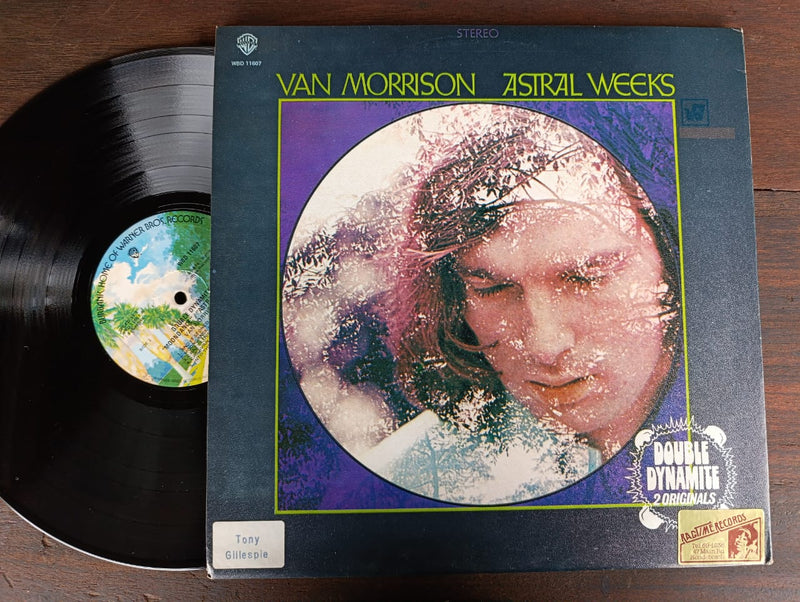 STEREO
WBD 11607
VAN MORRISON ASTRAL WEEKS
BURBANK, HOME OF WARNER BROS. RECORDS
DOUBLE
DYNAMITE
2 ORIGINALS
RAGTIME RECORDS
Tony
Gillespie